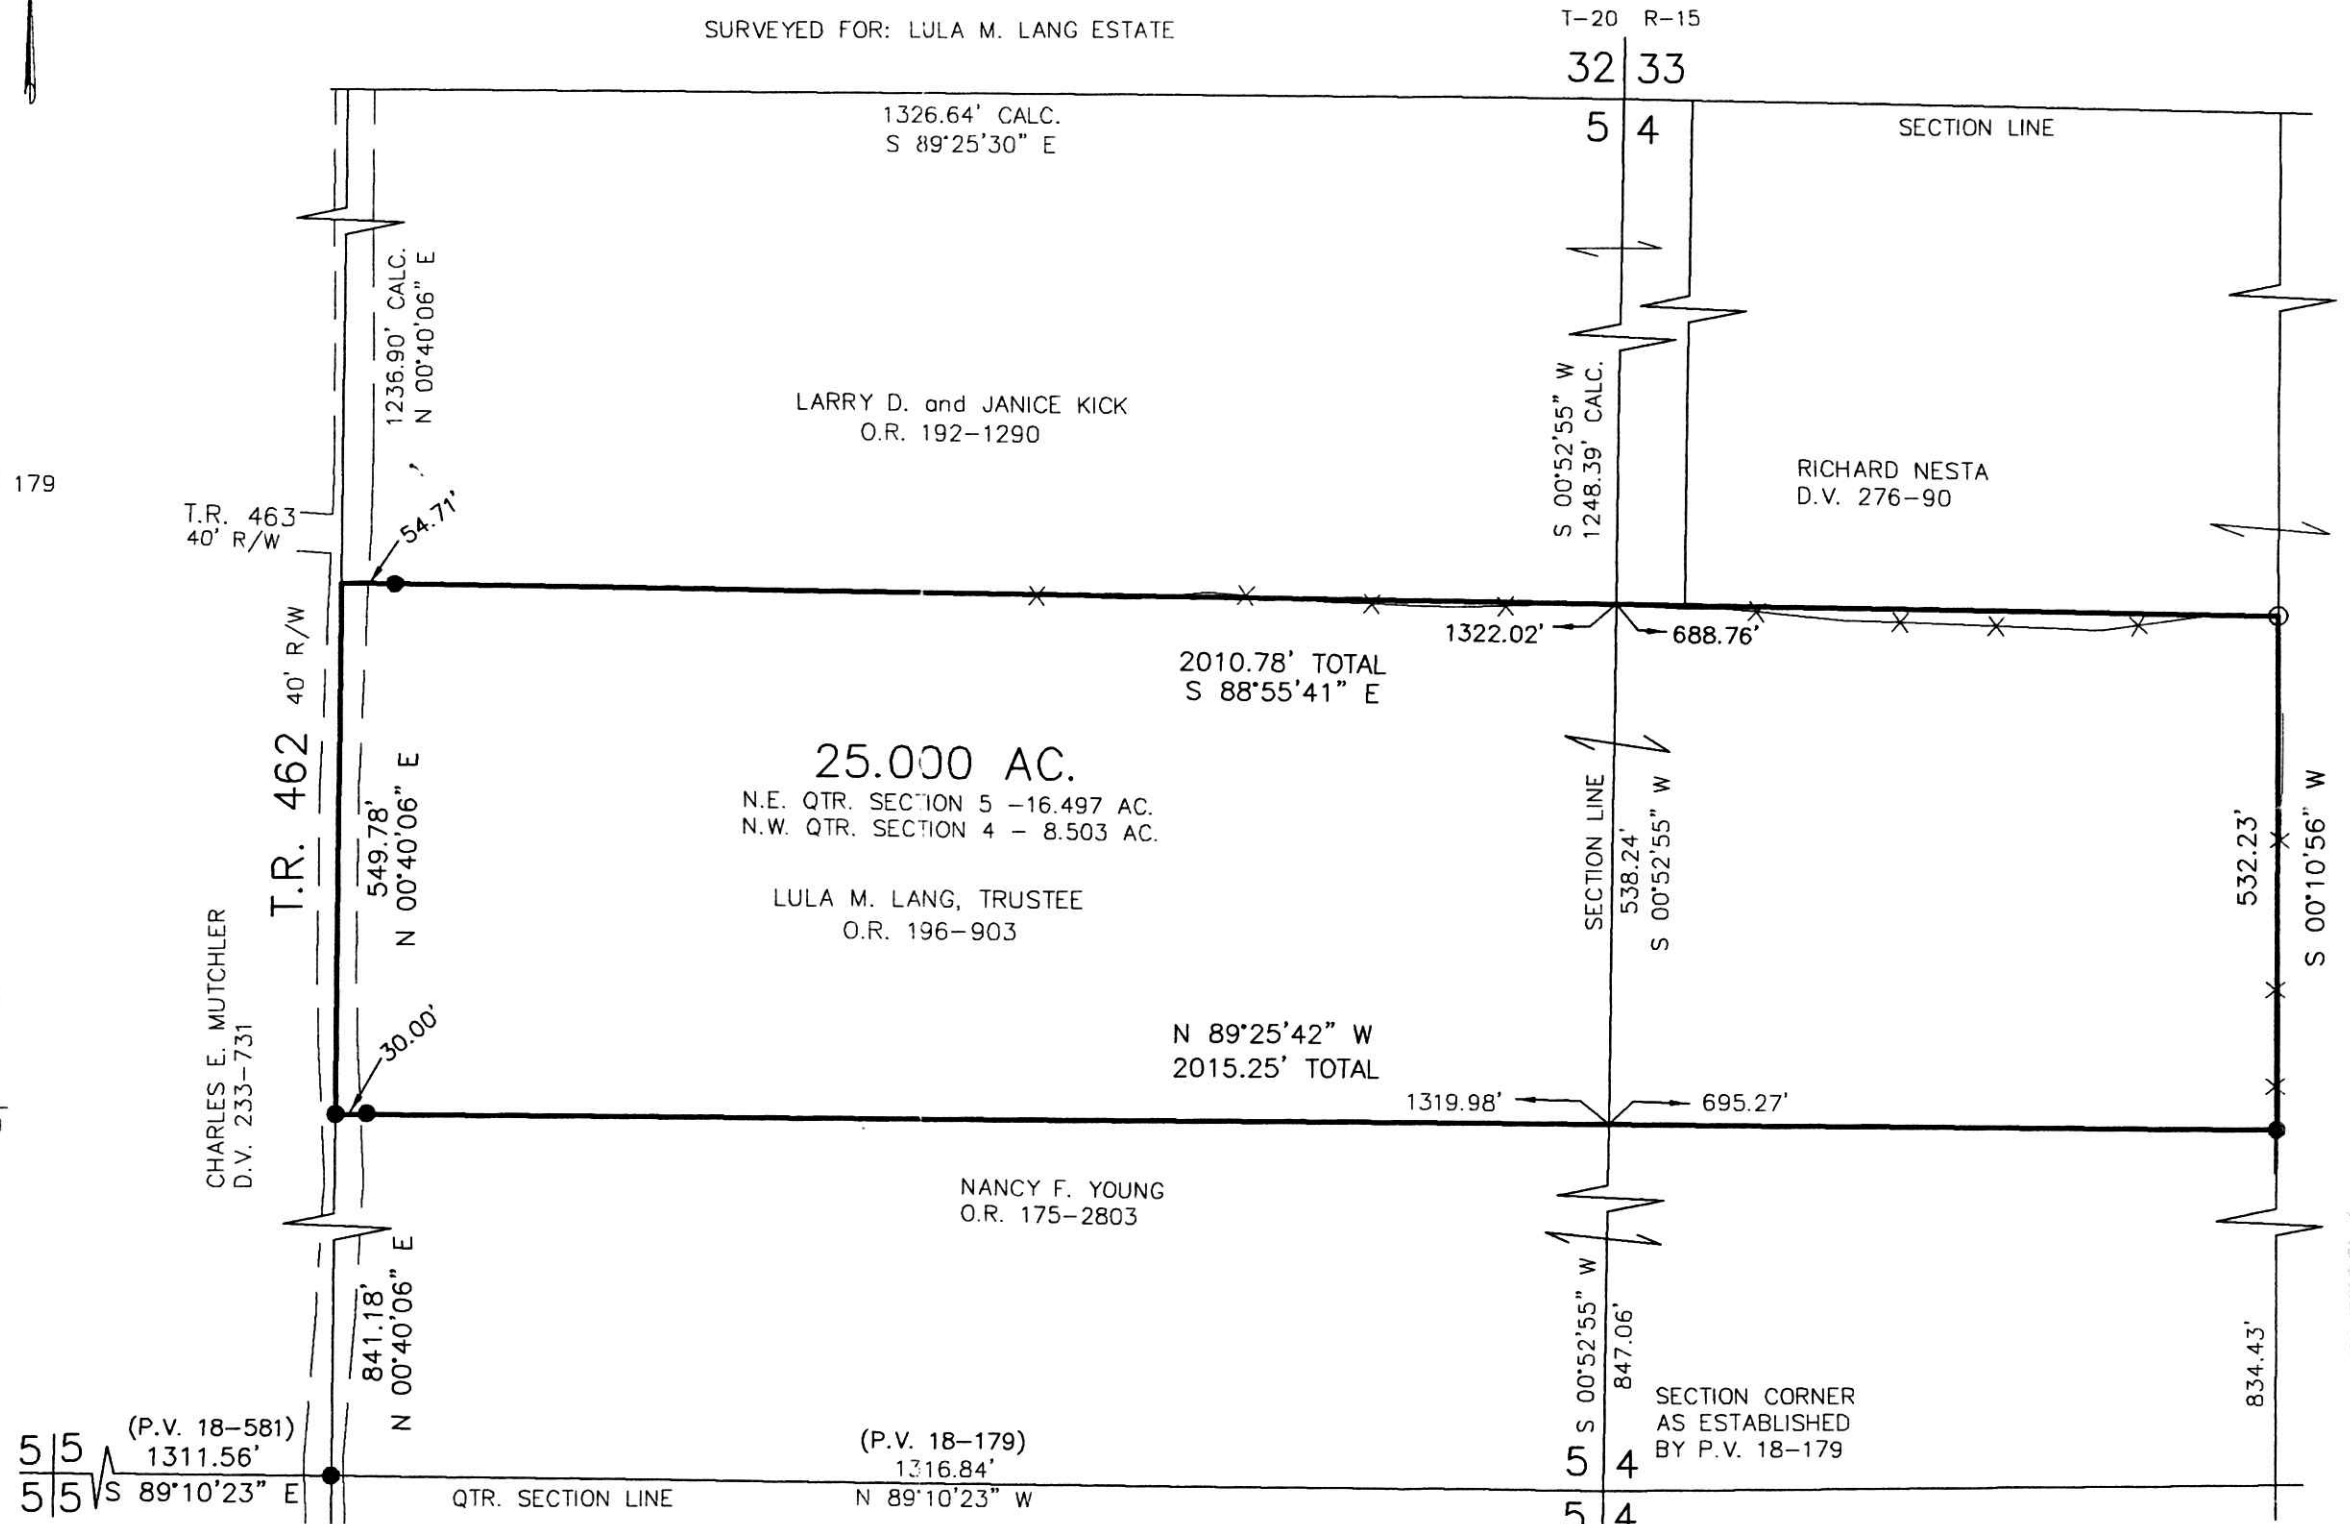 SURVEYED FOR: LULA M. LANG ESTATE
T-20 R-15
32 33
5 4
SECTION LINE
1326.64' CALC.
S 89°25'30" E
1236.90' CALC.
N 00°40'06" E
LARRY D. and JANICE KICK
O.R. 192-1290
S 00°52'55" W
1248.39' CALC.
RICHARD NESTA
D.V. 276-90
179
T.R. 463
40' R/W
54.71'
1322.02'
688.76'
2010.78' TOTAL
S 88°55'41" E
T.R. 462 40' R/W
549.78'
N 00°40'06" E
25.000 AC.
N.E. QTR. SECTION 5 -16.497 AC.
N.W. QTR. SECTION 4 - 8.503 AC.
LULA M. LANG, TRUSTEE
O.R. 196-903
SECTION LINE
538.24'
S 00°52'55" W
532.23'
S 00°10'56" W
CHARLES E. MUTCHLER
D.V. 233-731
30.00'
N 89°25'42" W
2015.25' TOTAL
1319.98'
695.27'
NANCY F. YOUNG
O.R. 175-2803
841.18'
N 00°40'06" E
S 00°52'55" W
847.06'
834.43'
SECTION CORNER
AS ESTABLISHED
BY P.V. 18-179
5 5
5 5
(P.V. 18-581)
1311.56'
S 89°10'23" E
QTR. SECTION LINE
(P.V. 18-179)
1316.84'
N 89°10'23" W
5 4
5 4